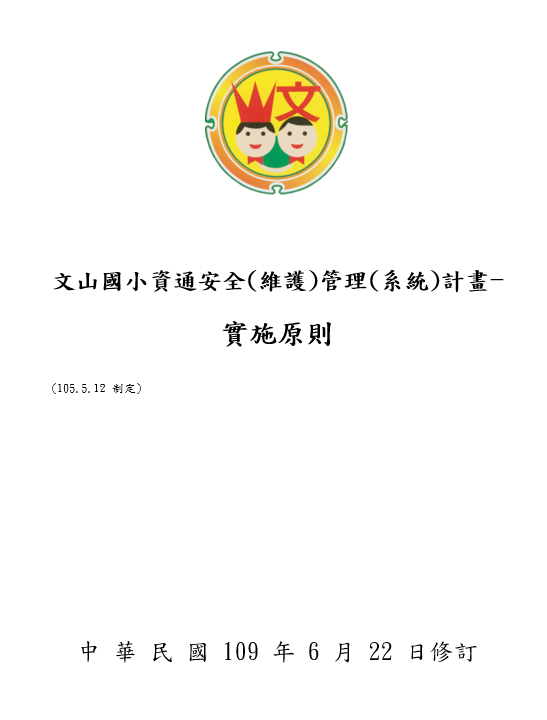 山文
文山國小資通安全(維護)管理(系統)計畫-
實施原則
(105.5.12 制定)
中 華 民 國 109 年 6 月 22 日修訂